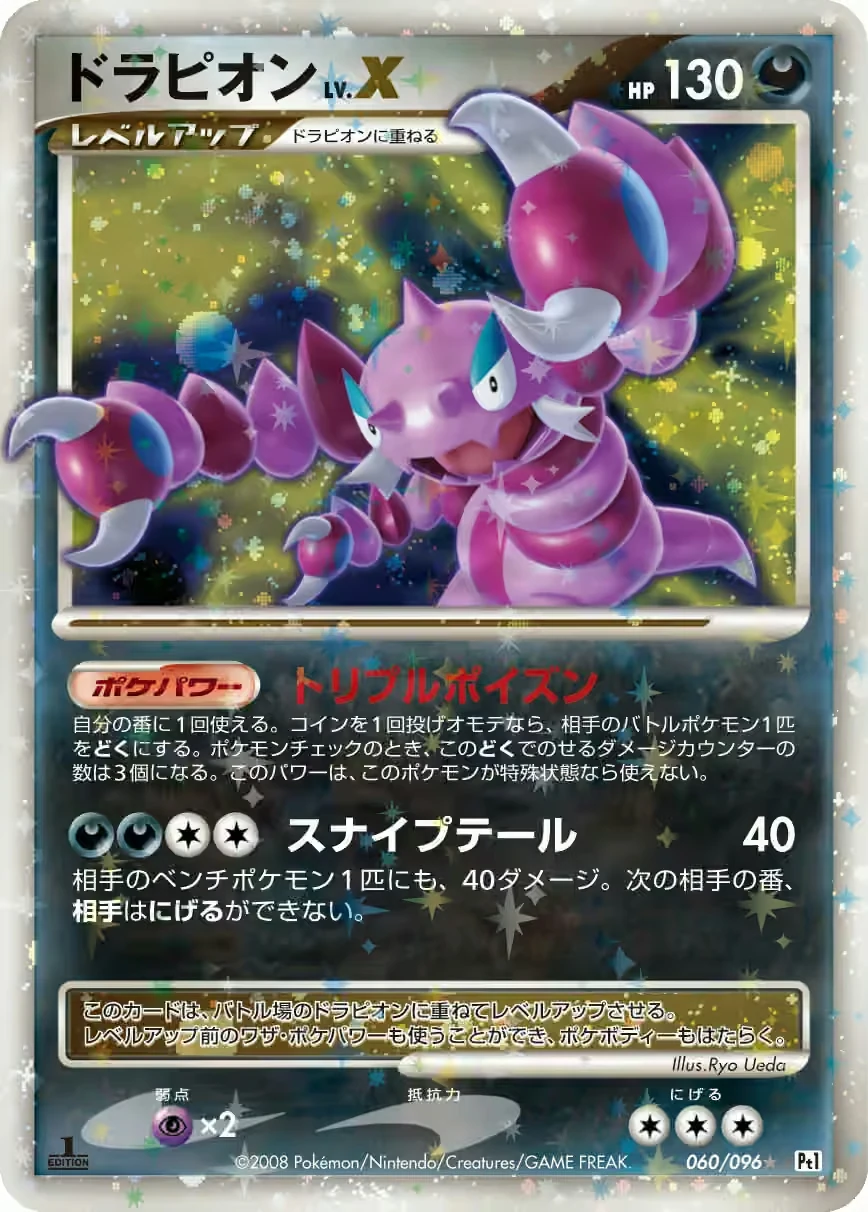 ドラピオン LV.X HP 130
レベルアップ ドラピオンに重ねる
ポケパワー トリプルポイズン
自分の番に1回使える。コインを1回投げオモテなら、相手のバトルポケモン1匹
をどくにする。ポケモンチェックのとき、このどくでのせるダメージカウンターの
数は3個になる。このパワーは、このポケモンが特殊状態なら使えない。
スナイプテール 40
相手のベンチポケモン1匹にも、40ダメージ。次の相手の番、
相手はにげるができない。
このカードは、バトル場のドラピオンに重ねてレベルアップさせる。
レベルアップ前のワザ・ポケパワーも使うことができ、ポケボディーもはたらく。
Illus.Ryo Ueda
弱点 抵抗力 にげる
×2
1 EDITION ©2008 Pokémon/Nintendo/Creatures/GAME FREAK. 060/096 ★ Pt1